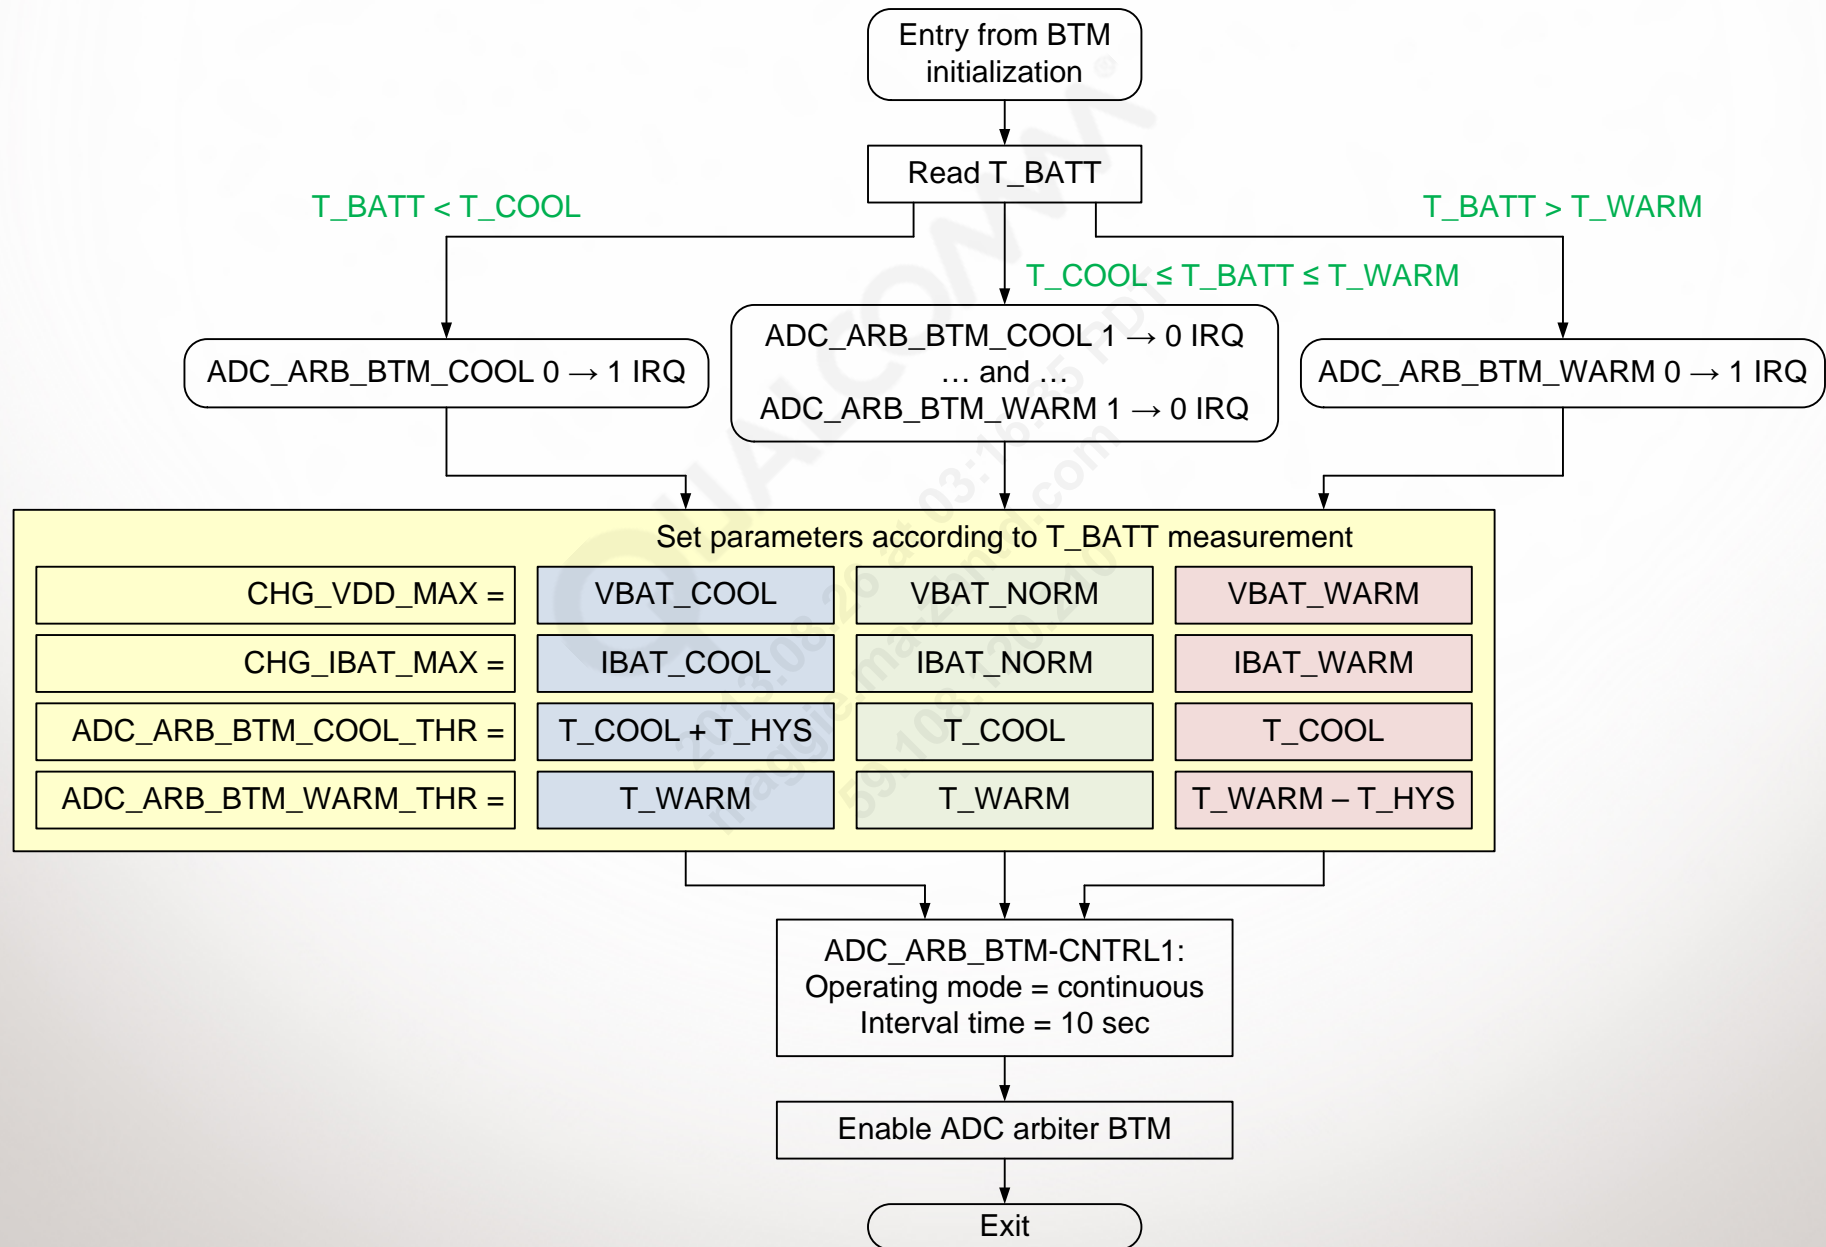 Entry from BTM
initialization
Read T_BATT
T_BATT < T_COOL
T_BATT > T_WARM
T_COOL ≤ T_BATT ≤ T_WARM
ADC_ARB_BTM_COOL 0 → 1 IRQ
ADC_ARB_BTM_COOL 1 → 0 IRQ
… and …
ADC_ARB_BTM_WARM 1 → 0 IRQ
ADC_ARB_BTM_WARM 0 → 1 IRQ
Set parameters according to T_BATT measurement
CHG_VDD_MAX = VBAT_COOL VBAT_NORM VBAT_WARM
CHG_IBAT_MAX = IBAT_COOL IBAT_NORM IBAT_WARM
ADC_ARB_BTM_COOL_THR = T_COOL + T_HYS T_COOL T_COOL
ADC_ARB_BTM_WARM_THR = T_WARM T_WARM T_WARM – T_HYS
ADC_ARB_BTM-CNTRL1:
Operating mode = continuous
Interval time = 10 sec
Enable ADC arbiter BTM
Exit
QUALCOMM®